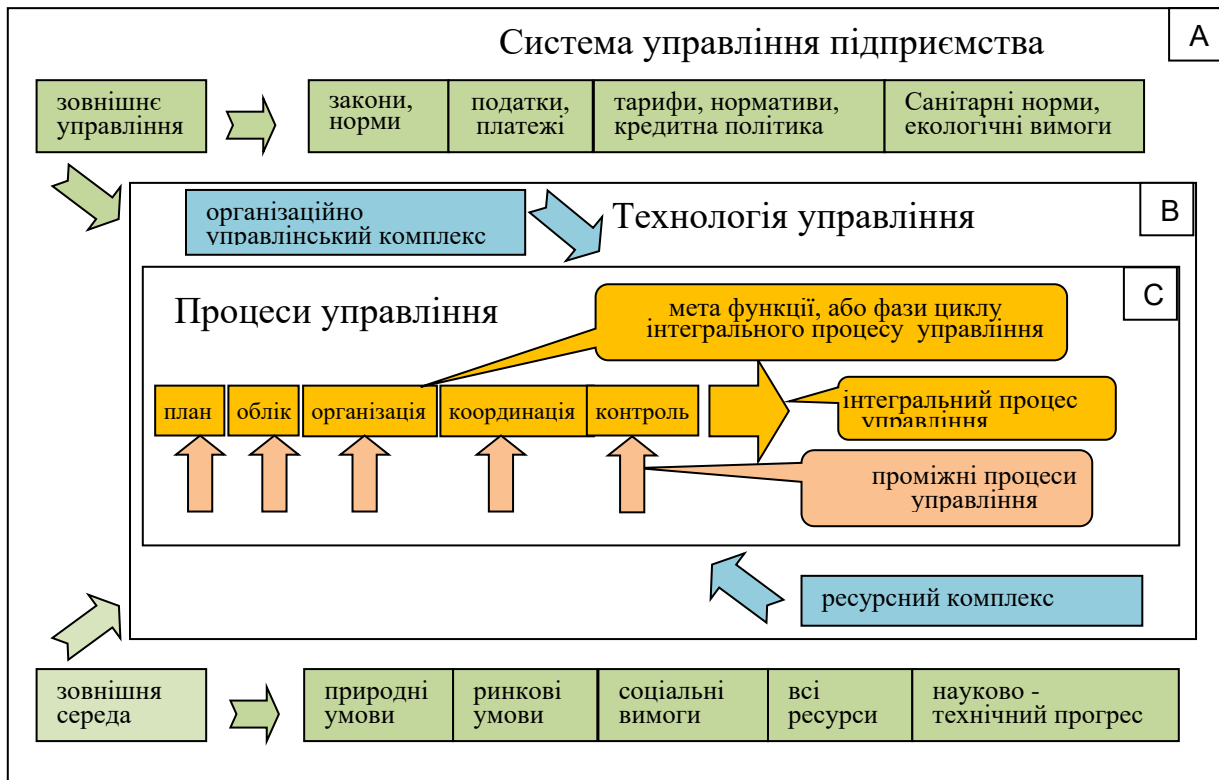 A
Система управління підприємства
зовнішнє
управління
закони,
норми
податки,
платежі
тарифи, нормативи,
кредитна політика
Санітарні норми,
екологічні вимоги
B
організаційно
управлінський комплекс
Технологія управління
C
Процеси управління
мета функції, або фази циклу
інтегрального процесу управління
план
облік
організація
координація
контроль
інтегральний процес
управління
проміжні процеси
управління
ресурсний комплекс
зовнішня
середа
природні
умови
ринкові
умови
соціальні
вимоги
всі
ресурси
науково -
технічний прогрес